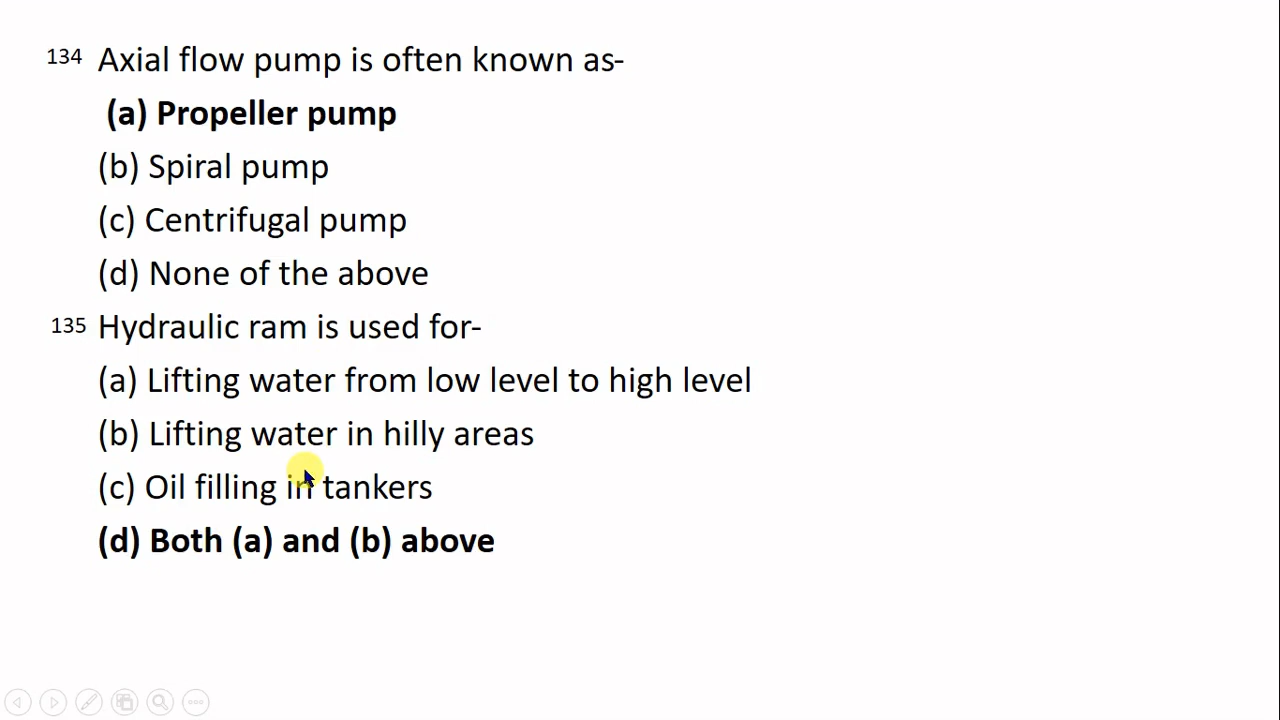 134 Axial flow pump is often known as-
(a) Propeller pump
(b) Spiral pump
(c) Centrifugal pump
(d) None of the above
135 Hydraulic ram is used for-
(a) Lifting water from low level to high level
(b) Lifting water in hilly areas
(c) Oil filling in tankers
(d) Both (a) and (b) above